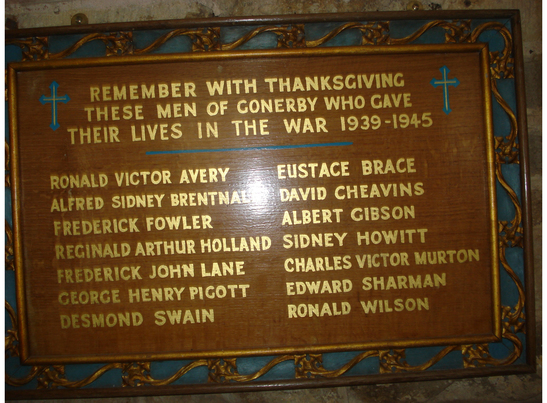 REMEMBER WITH THANKSGIVING
THESE MEN OF GONERBY WHO GAVE
THEIR LIVES IN THE WAR 1939-1945
RONALD VICTOR AVERY
ALFRED SIDNEY BRENTNALL
FREDERICK FOWLER
REGINALD ARTHUR HOLLAND
FREDERICK JOHN LANE
GEORGE HENRY PIGOTT
DESMOND SWAIN
EUSTACE BRACE
DAVID CHEAVINS
ALBERT GIBSON
SIDNEY HOWITT
CHARLES VICTOR MURTON
EDWARD SHARMAN
RONALD WILSON